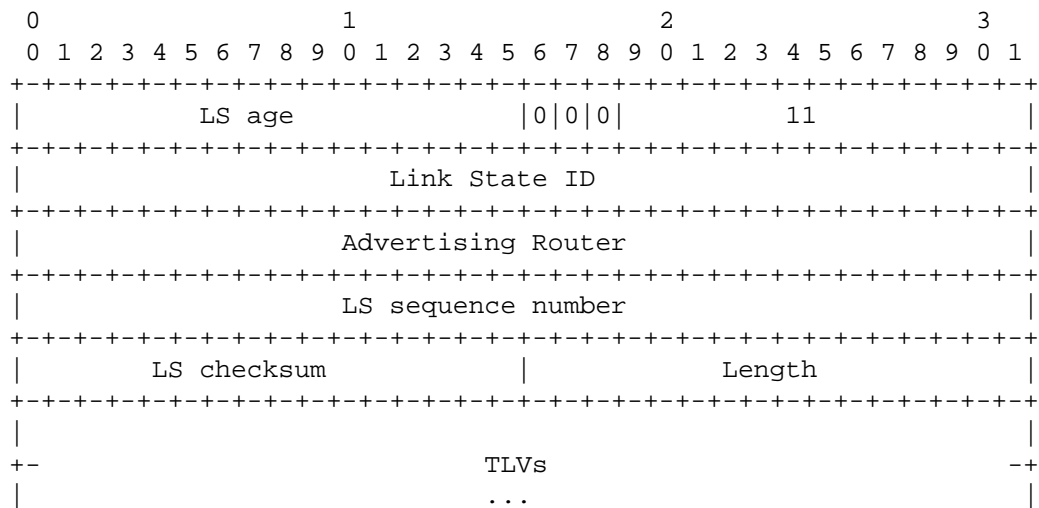 0                   1                   2                   3
 0 1 2 3 4 5 6 7 8 9 0 1 2 3 4 5 6 7 8 9 0 1 2 3 4 5 6 7 8 9 0 1
+-+-+-+-+-+-+-+-+-+-+-+-+-+-+-+-+-+-+-+-+-+-+-+-+-+-+-+-+-+-+-+-+
|           LS age              |0|0|0|          11             |
+-+-+-+-+-+-+-+-+-+-+-+-+-+-+-+-+-+-+-+-+-+-+-+-+-+-+-+-+-+-+-+-+
|                       Link State ID                           |
+-+-+-+-+-+-+-+-+-+-+-+-+-+-+-+-+-+-+-+-+-+-+-+-+-+-+-+-+-+-+-+-+
|                    Advertising Router                         |
+-+-+-+-+-+-+-+-+-+-+-+-+-+-+-+-+-+-+-+-+-+-+-+-+-+-+-+-+-+-+-+-+
|                    LS sequence number                         |
+-+-+-+-+-+-+-+-+-+-+-+-+-+-+-+-+-+-+-+-+-+-+-+-+-+-+-+-+-+-+-+-+
|        LS checksum            |            Length             |
+-+-+-+-+-+-+-+-+-+-+-+-+-+-+-+-+-+-+-+-+-+-+-+-+-+-+-+-+-+-+-+-+
|                                                               |
+-                            TLVs                             -+
|                             ...                               |